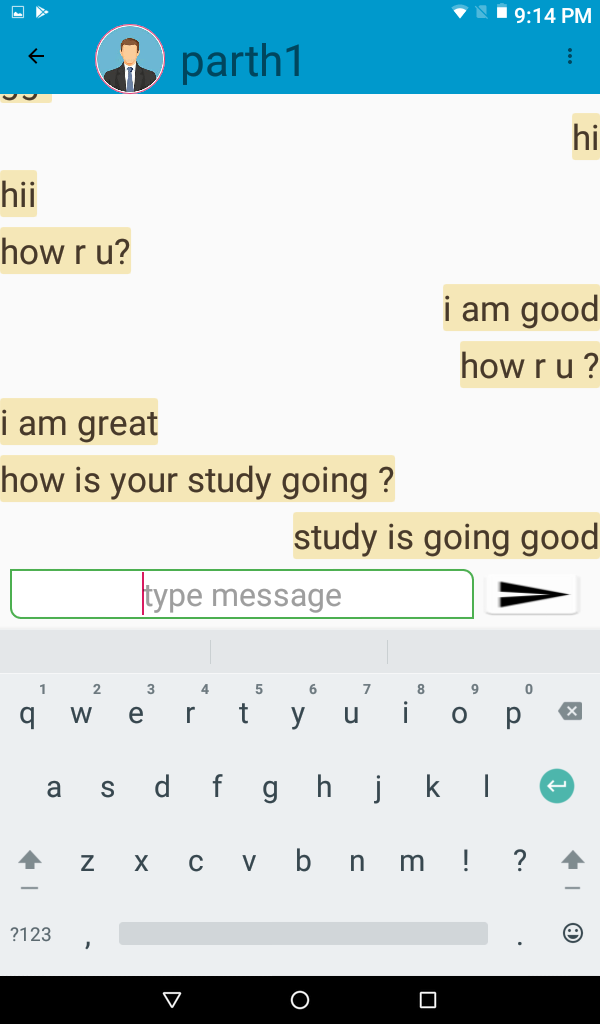 9:14 PM
parth1
hi
hii
how r u?
i am good
how r u ?
i am great
how is your study going ?
study is going good
type message
1 2 3 4 5 6 7 8 9 0
q w e r t y u i o p
a s d f g h j k l
z x c v b n m ! ?
?123 , .